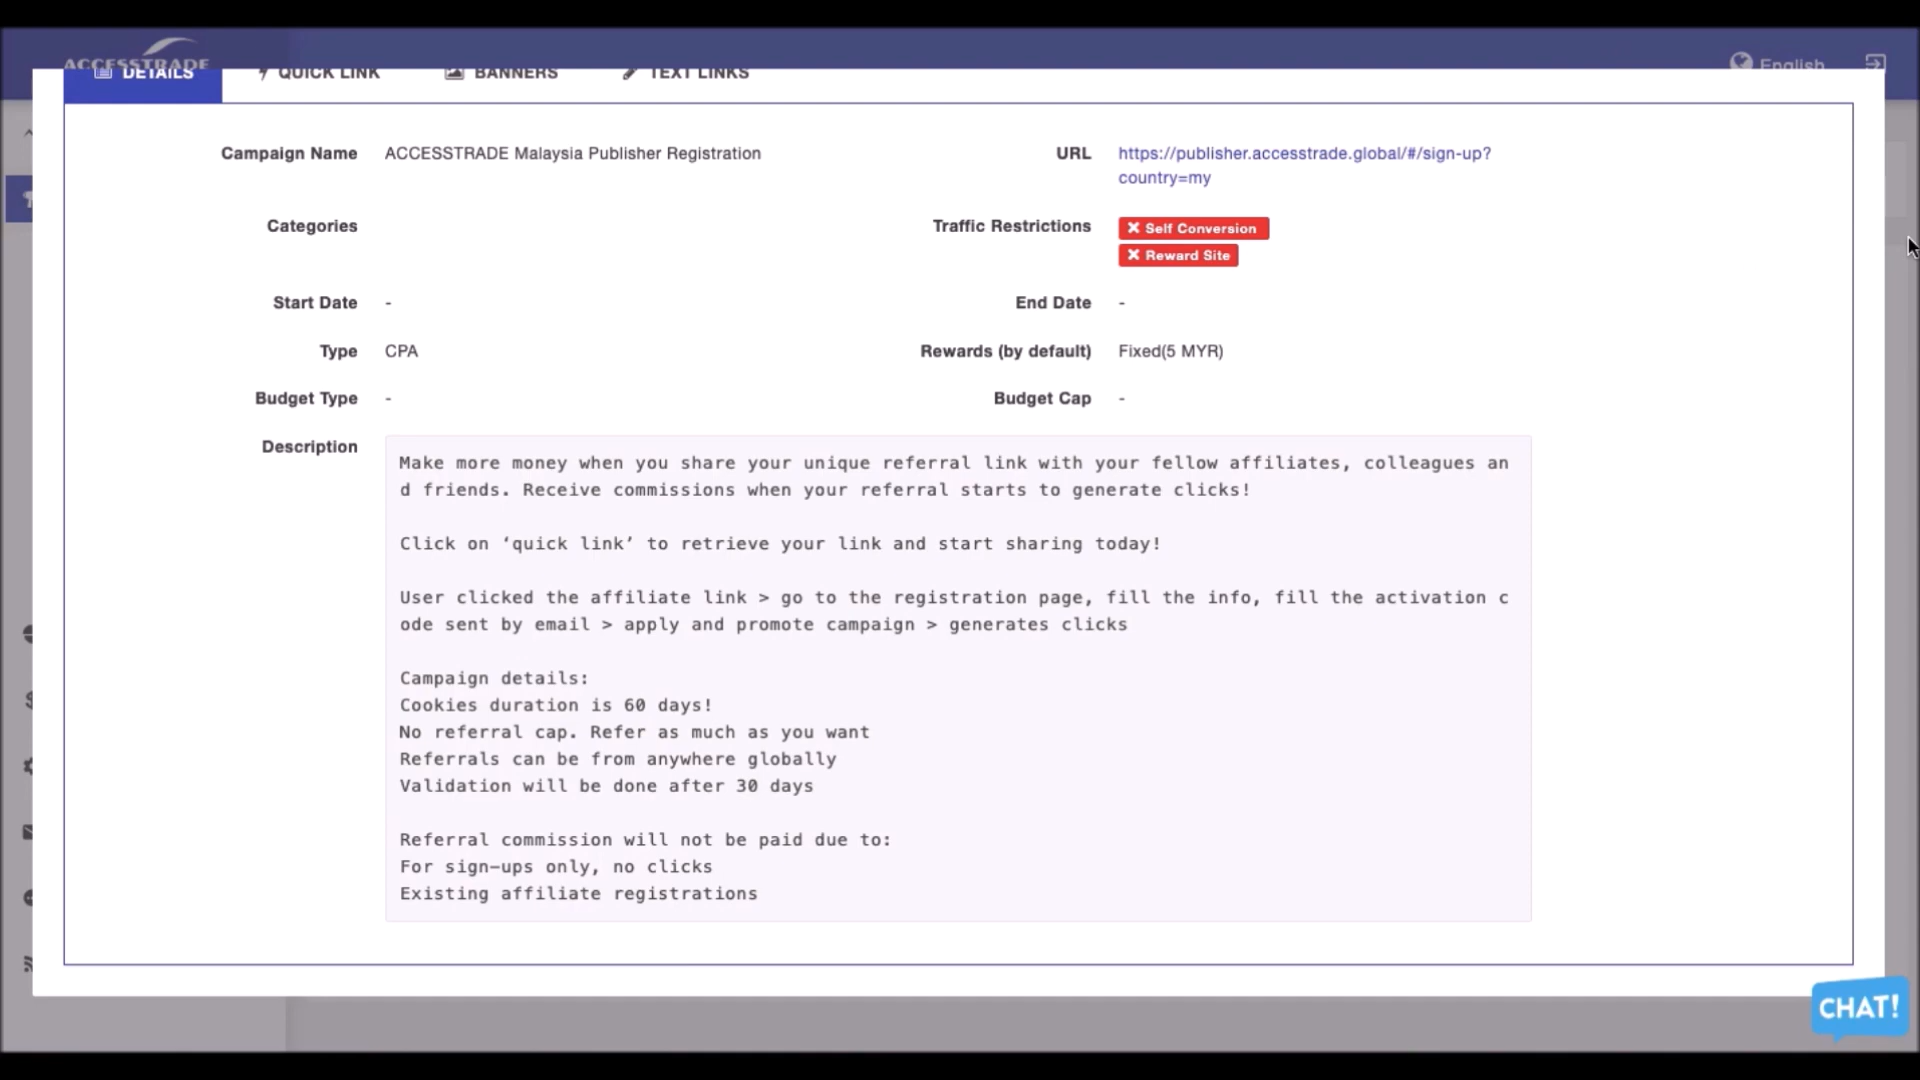 ACCESSTRADE
English
DETAILS
QUICK LINK
BANNERS
TEXT LINKS
Campaign Name
ACCESSTRADE Malaysia Publisher Registration
URL
https://publisher.accesstrade.global/#/sign-up?
country=my
Categories
Traffic Restrictions
Self Conversion
Reward Site
Start Date
-
End Date
-
Type
CPA
Rewards (by default)
Fixed(5 MYR)
Budget Type
-
Budget Cap
-
Description
Make more money when you share your unique referral link with your fellow affiliates, colleagues an
d friends. Receive commissions when your referral starts to generate clicks!
Click on ‘quick link’ to retrieve your link and start sharing today!
User clicked the affiliate link > go to the registration page, fill the info, fill the activation c
ode sent by email > apply and promote campaign > generates clicks
Campaign details:
Cookies duration is 60 days!
No referral cap. Refer as much as you want
Referrals can be from anywhere globally
Validation will be done after 30 days
Referral commission will not be paid due to:
For sign-ups only, no clicks
Existing affiliate registrations
CHAT!